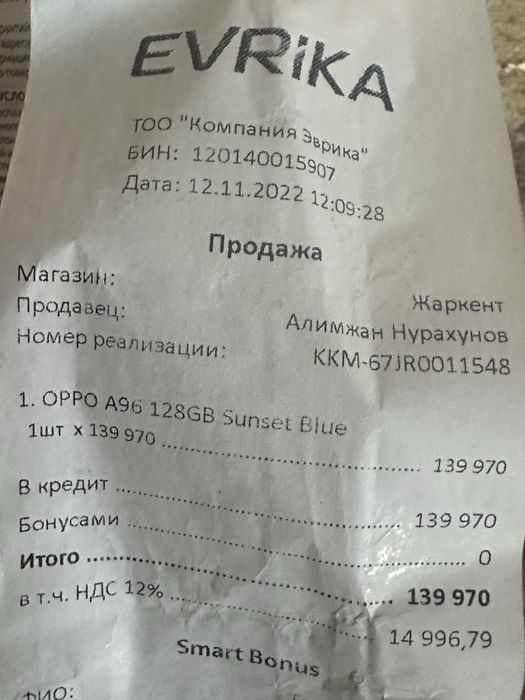 EVRiKA
ТОО "Компания Эврика"
БИН: 120140015907
Дата: 12.11.2022 12:09:28
Продажа
Магазин: Жаркент
Продавец: Алимжан Нурахунов
Номер реализации: ККМ-67JR0011548
1. OPPO A96 128GB Sunset Blue
1шт x 139 970 ........................................ 139 970
В кредит ........................................ 139 970
Бонусами ........................................ 0
Итого ........................................ 139 970
в т.ч. НДС 12% ........................................ 14 996,79
Smart Bonus
ФИО: